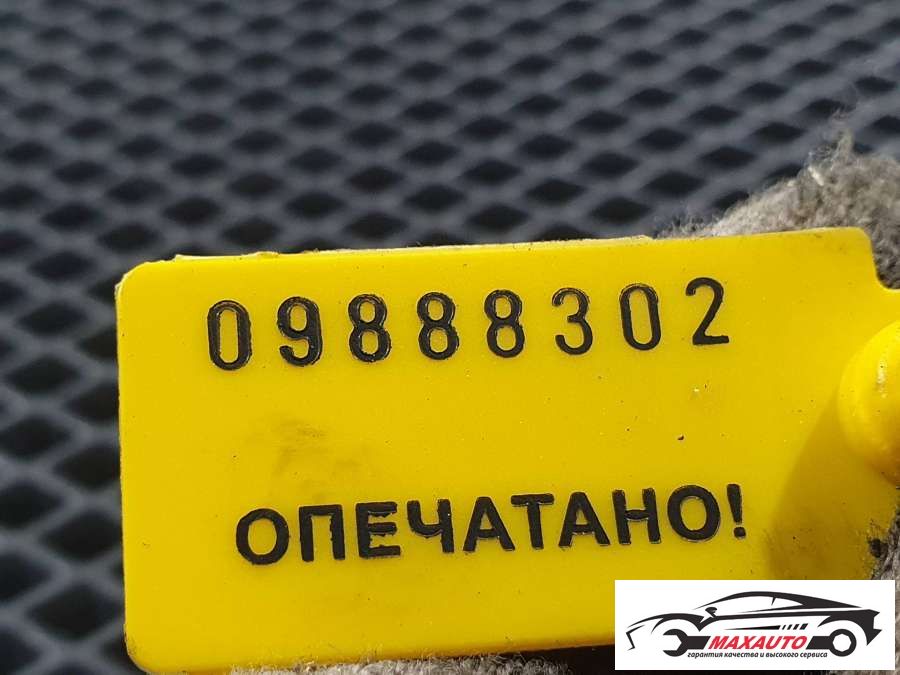 09888302
ОПЕЧАТАНО!
MAXAUTO
гарантия качества и высокого сервиса